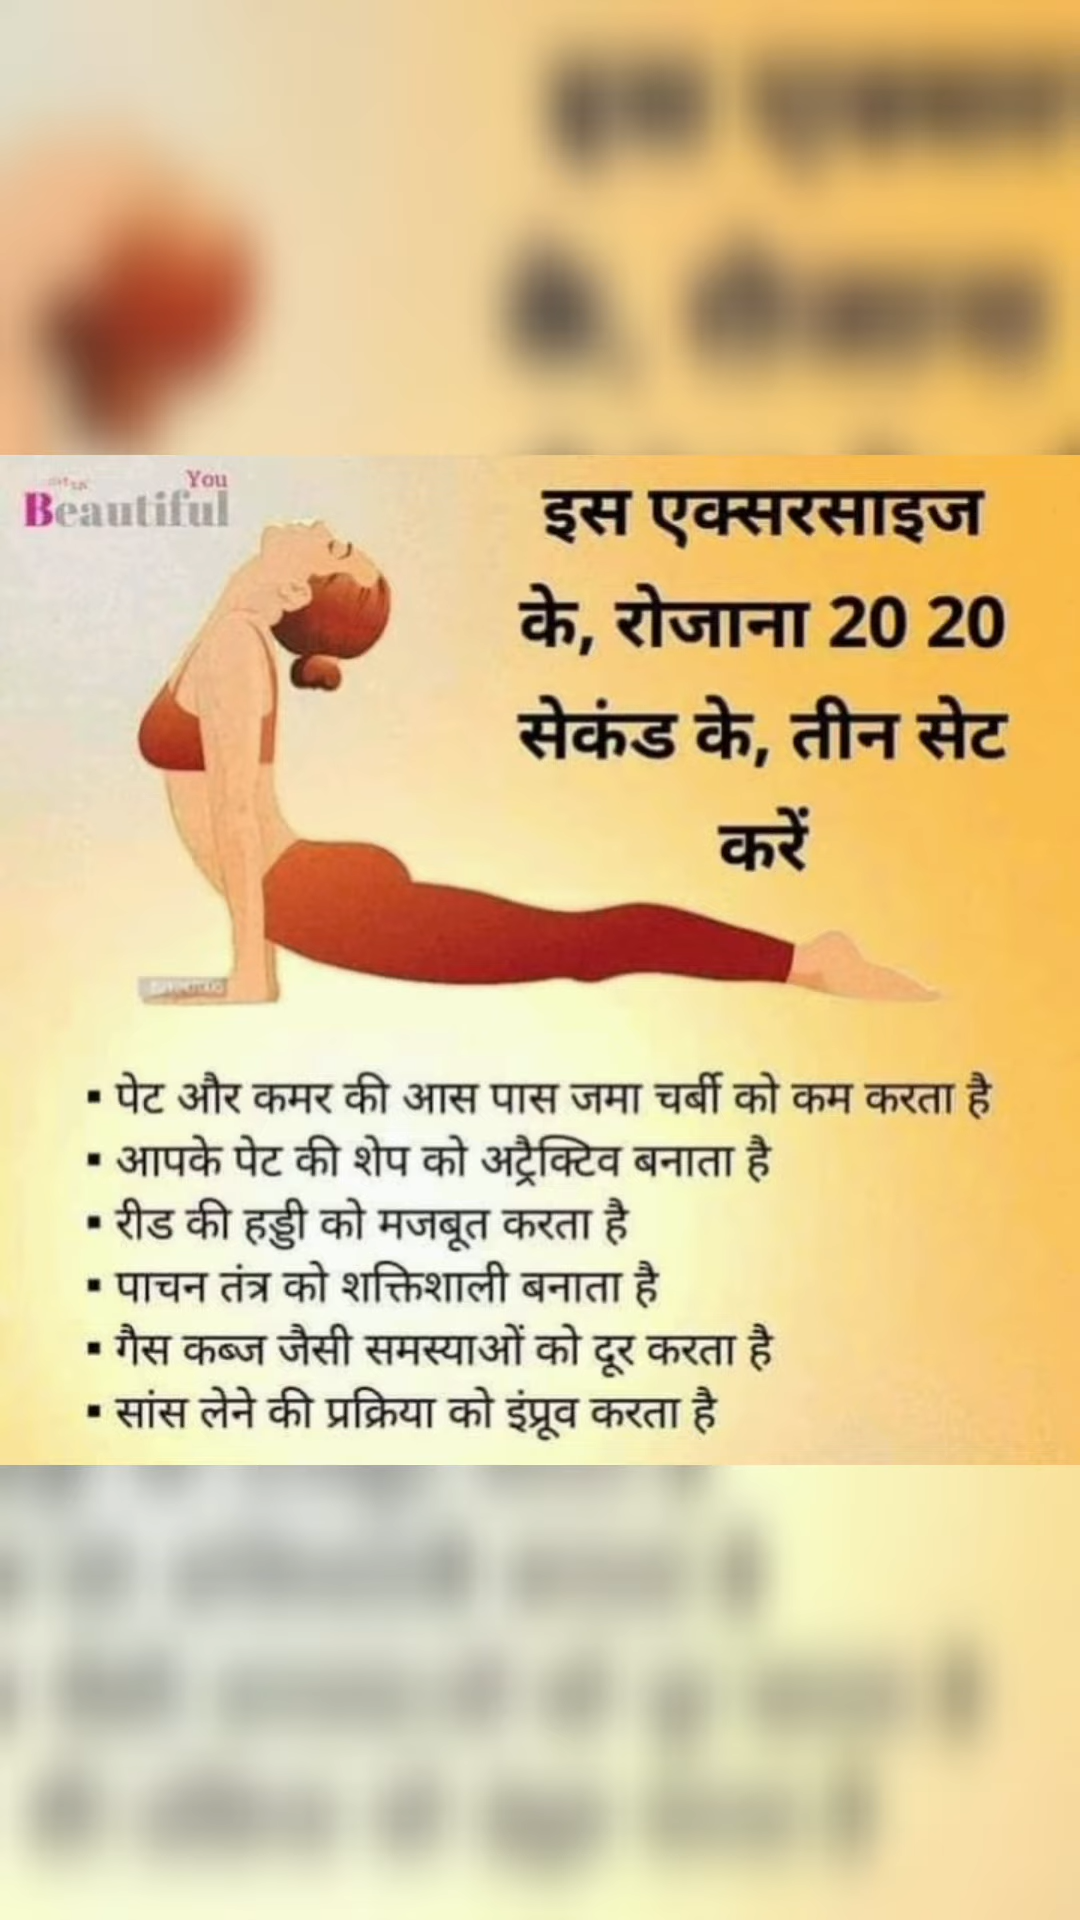 You
Beautiful
इस एक्सरसाइज
के, रोजाना 20 20
सेकंड के, तीन सेट
करें
▪ पेट और कमर की आस पास जमा चर्बी को कम करता है
▪ आपके पेट की शेप को अट्रैक्टिव बनाता है
▪ रीड की हड्डी को मजबूत करता है
▪ पाचन तंत्र को शक्तिशाली बनाता है
▪ गैस कब्ज जैसी समस्याओं को दूर करता है
▪ सांस लेने की प्रक्रिया को इंप्रूव करता है